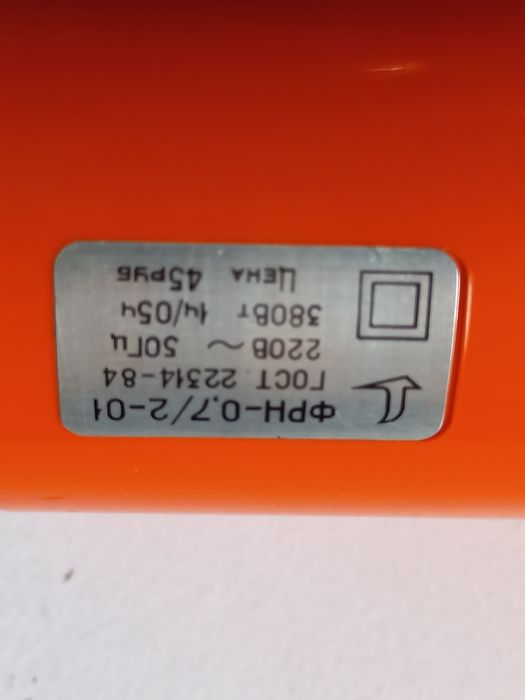 ФРН-0,7/2-01
ГОСТ 22314-84
220В ~ 50Гц
380Вт 1ч/05ч
Цена 45руб